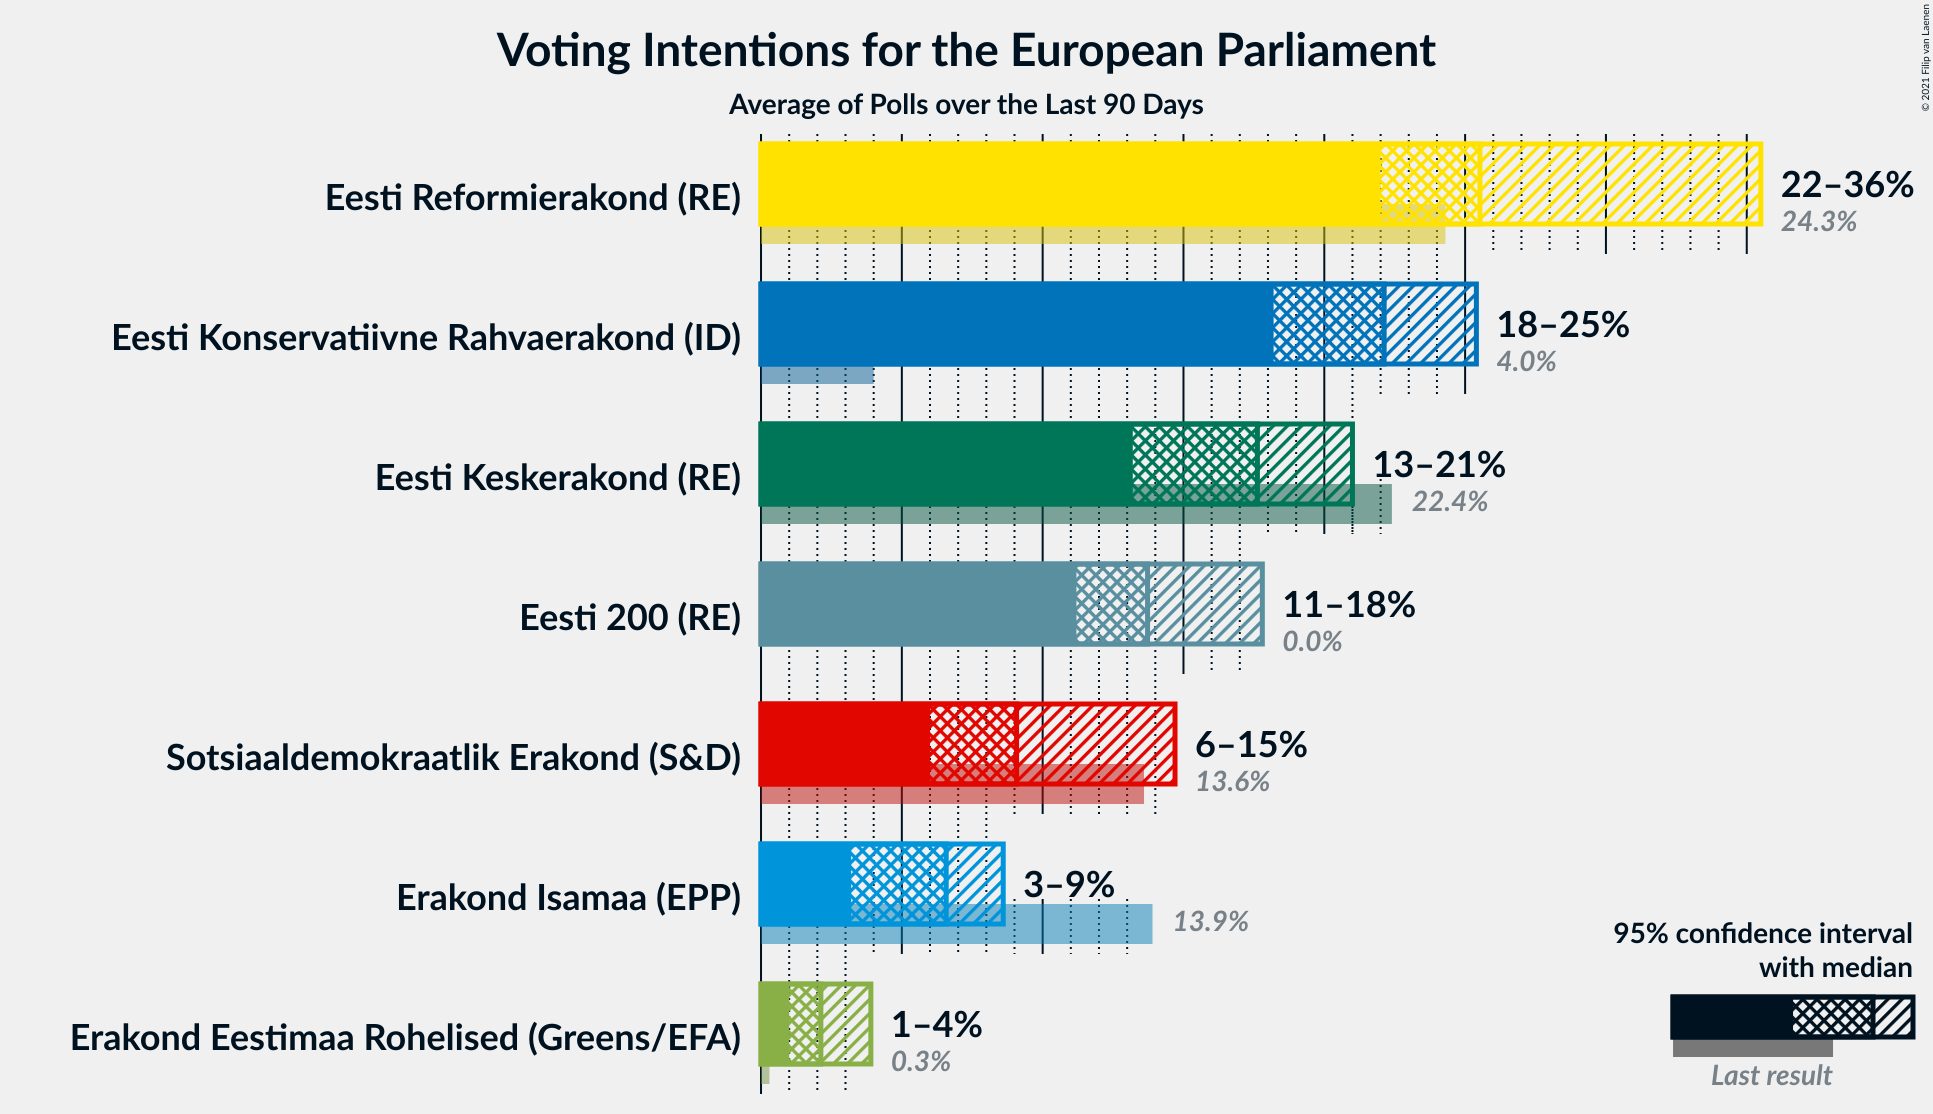 Voting Intentions for the European Parliament
Average of Polls over the Last 90 Days
© 2021 Filip van Laenen
Eesti Reformierakond (RE)
22–36%
24.3%
Eesti Konservatiivne Rahvaerakond (ID)
18–25%
4.0%
Eesti Keskerakond (RE)
13–21%
22.4%
Eesti 200 (RE)
11–18%
0.0%
Sotsiaaldemokraatlik Erakond (S&D)
6–15%
13.6%
Erakond Isamaa (EPP)
3–9%
13.9%
Erakond Eestimaa Rohelised (Greens/EFA)
1–4%
0.3%
95% confidence interval
with median
Last result